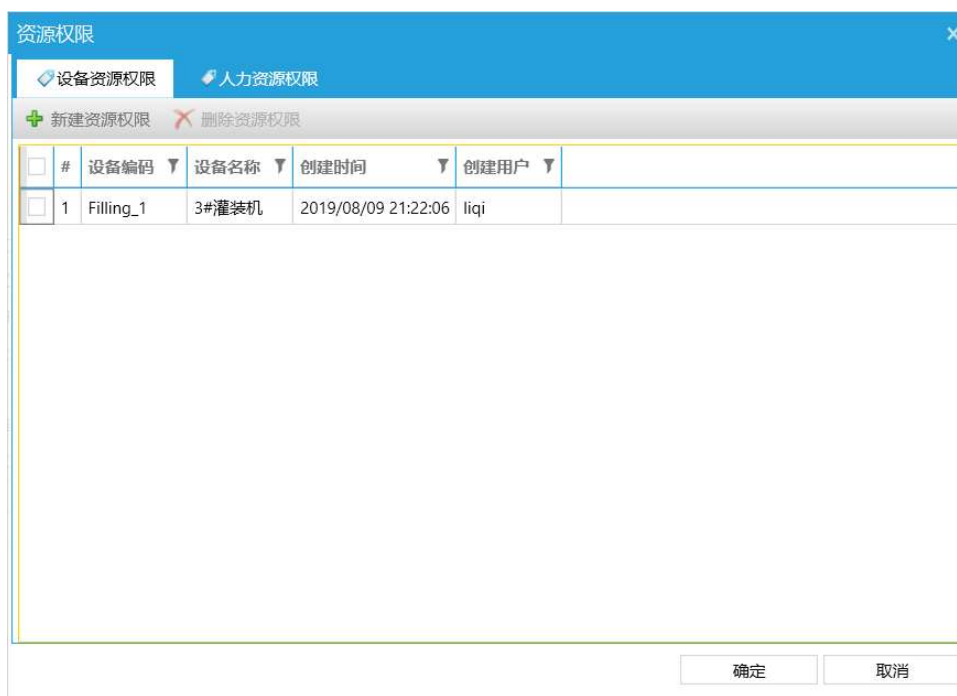 资源权限
设备资源权限 人力资源权限
新建资源权限 删除资源权限
# 设备编码 设备名称 创建时间 创建用户
1 Filling_1 3#灌装机 2019/08/09 21:22:06 liqi
确定 取消